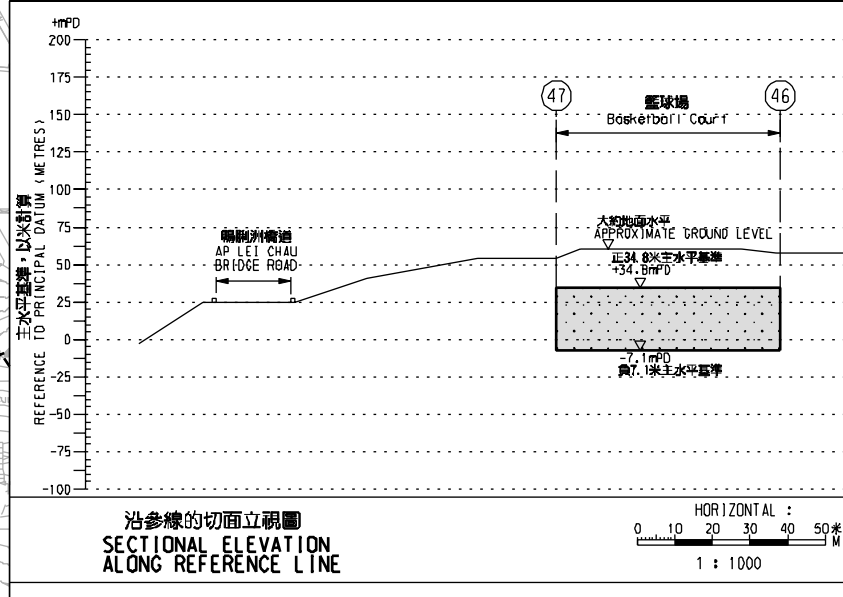 +mPD
200
175
150
125
100
75
50
25
0
-25
-50
-75
-100
主水平基準，以米計算
REFERENCE TO PRINCIPAL DATUM (METRES)
47
46
籃球場
Basketball Court
鴨脷洲橋道
AP LEI CHAU
BRIDGE ROAD
大約地面水平
APPROXIMATE GROUND LEVEL
正34.8米主水平基準
+34.8mPD
-7.1mPD
負7.1米主水平基準
沿參線的切面立視圖
SECTIONAL ELEVATION
ALONG REFERENCE LINE
HORIZONTAL :
0 10 20 30 40 50米
M
1 : 1000